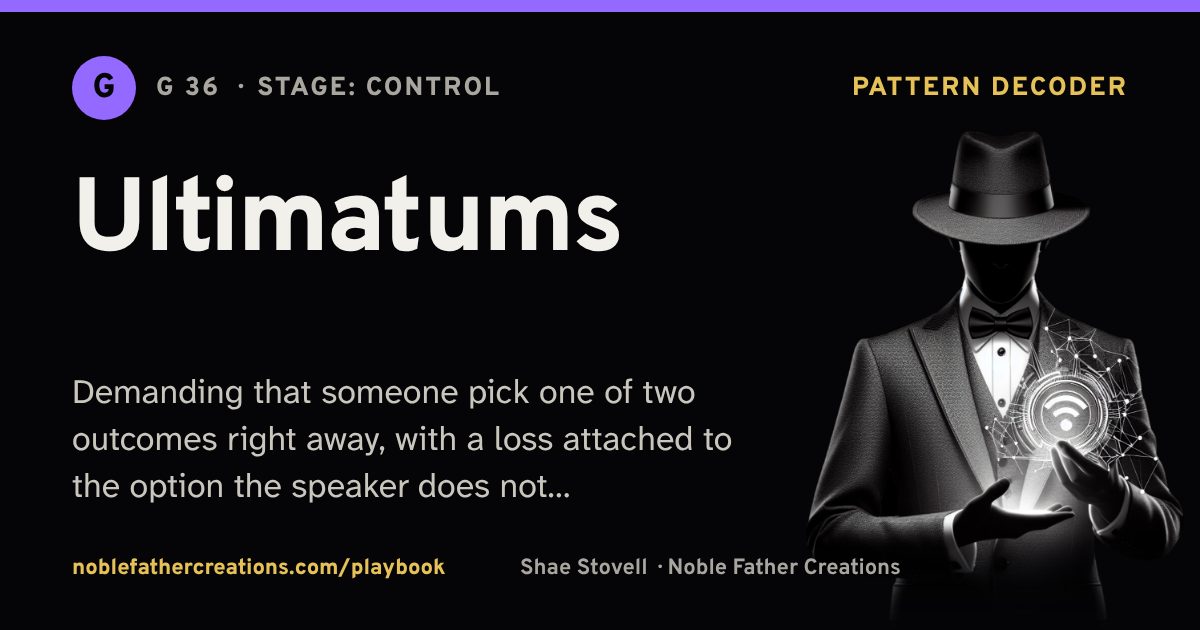 G G 36 · STAGE: CONTROL PATTERN DECODER
Ultimatums
Demanding that someone pick one of two
outcomes right away, with a loss attached to
the option the speaker does not...
noblefathercreations.com/playbook Shae Stovell · Noble Father Creations